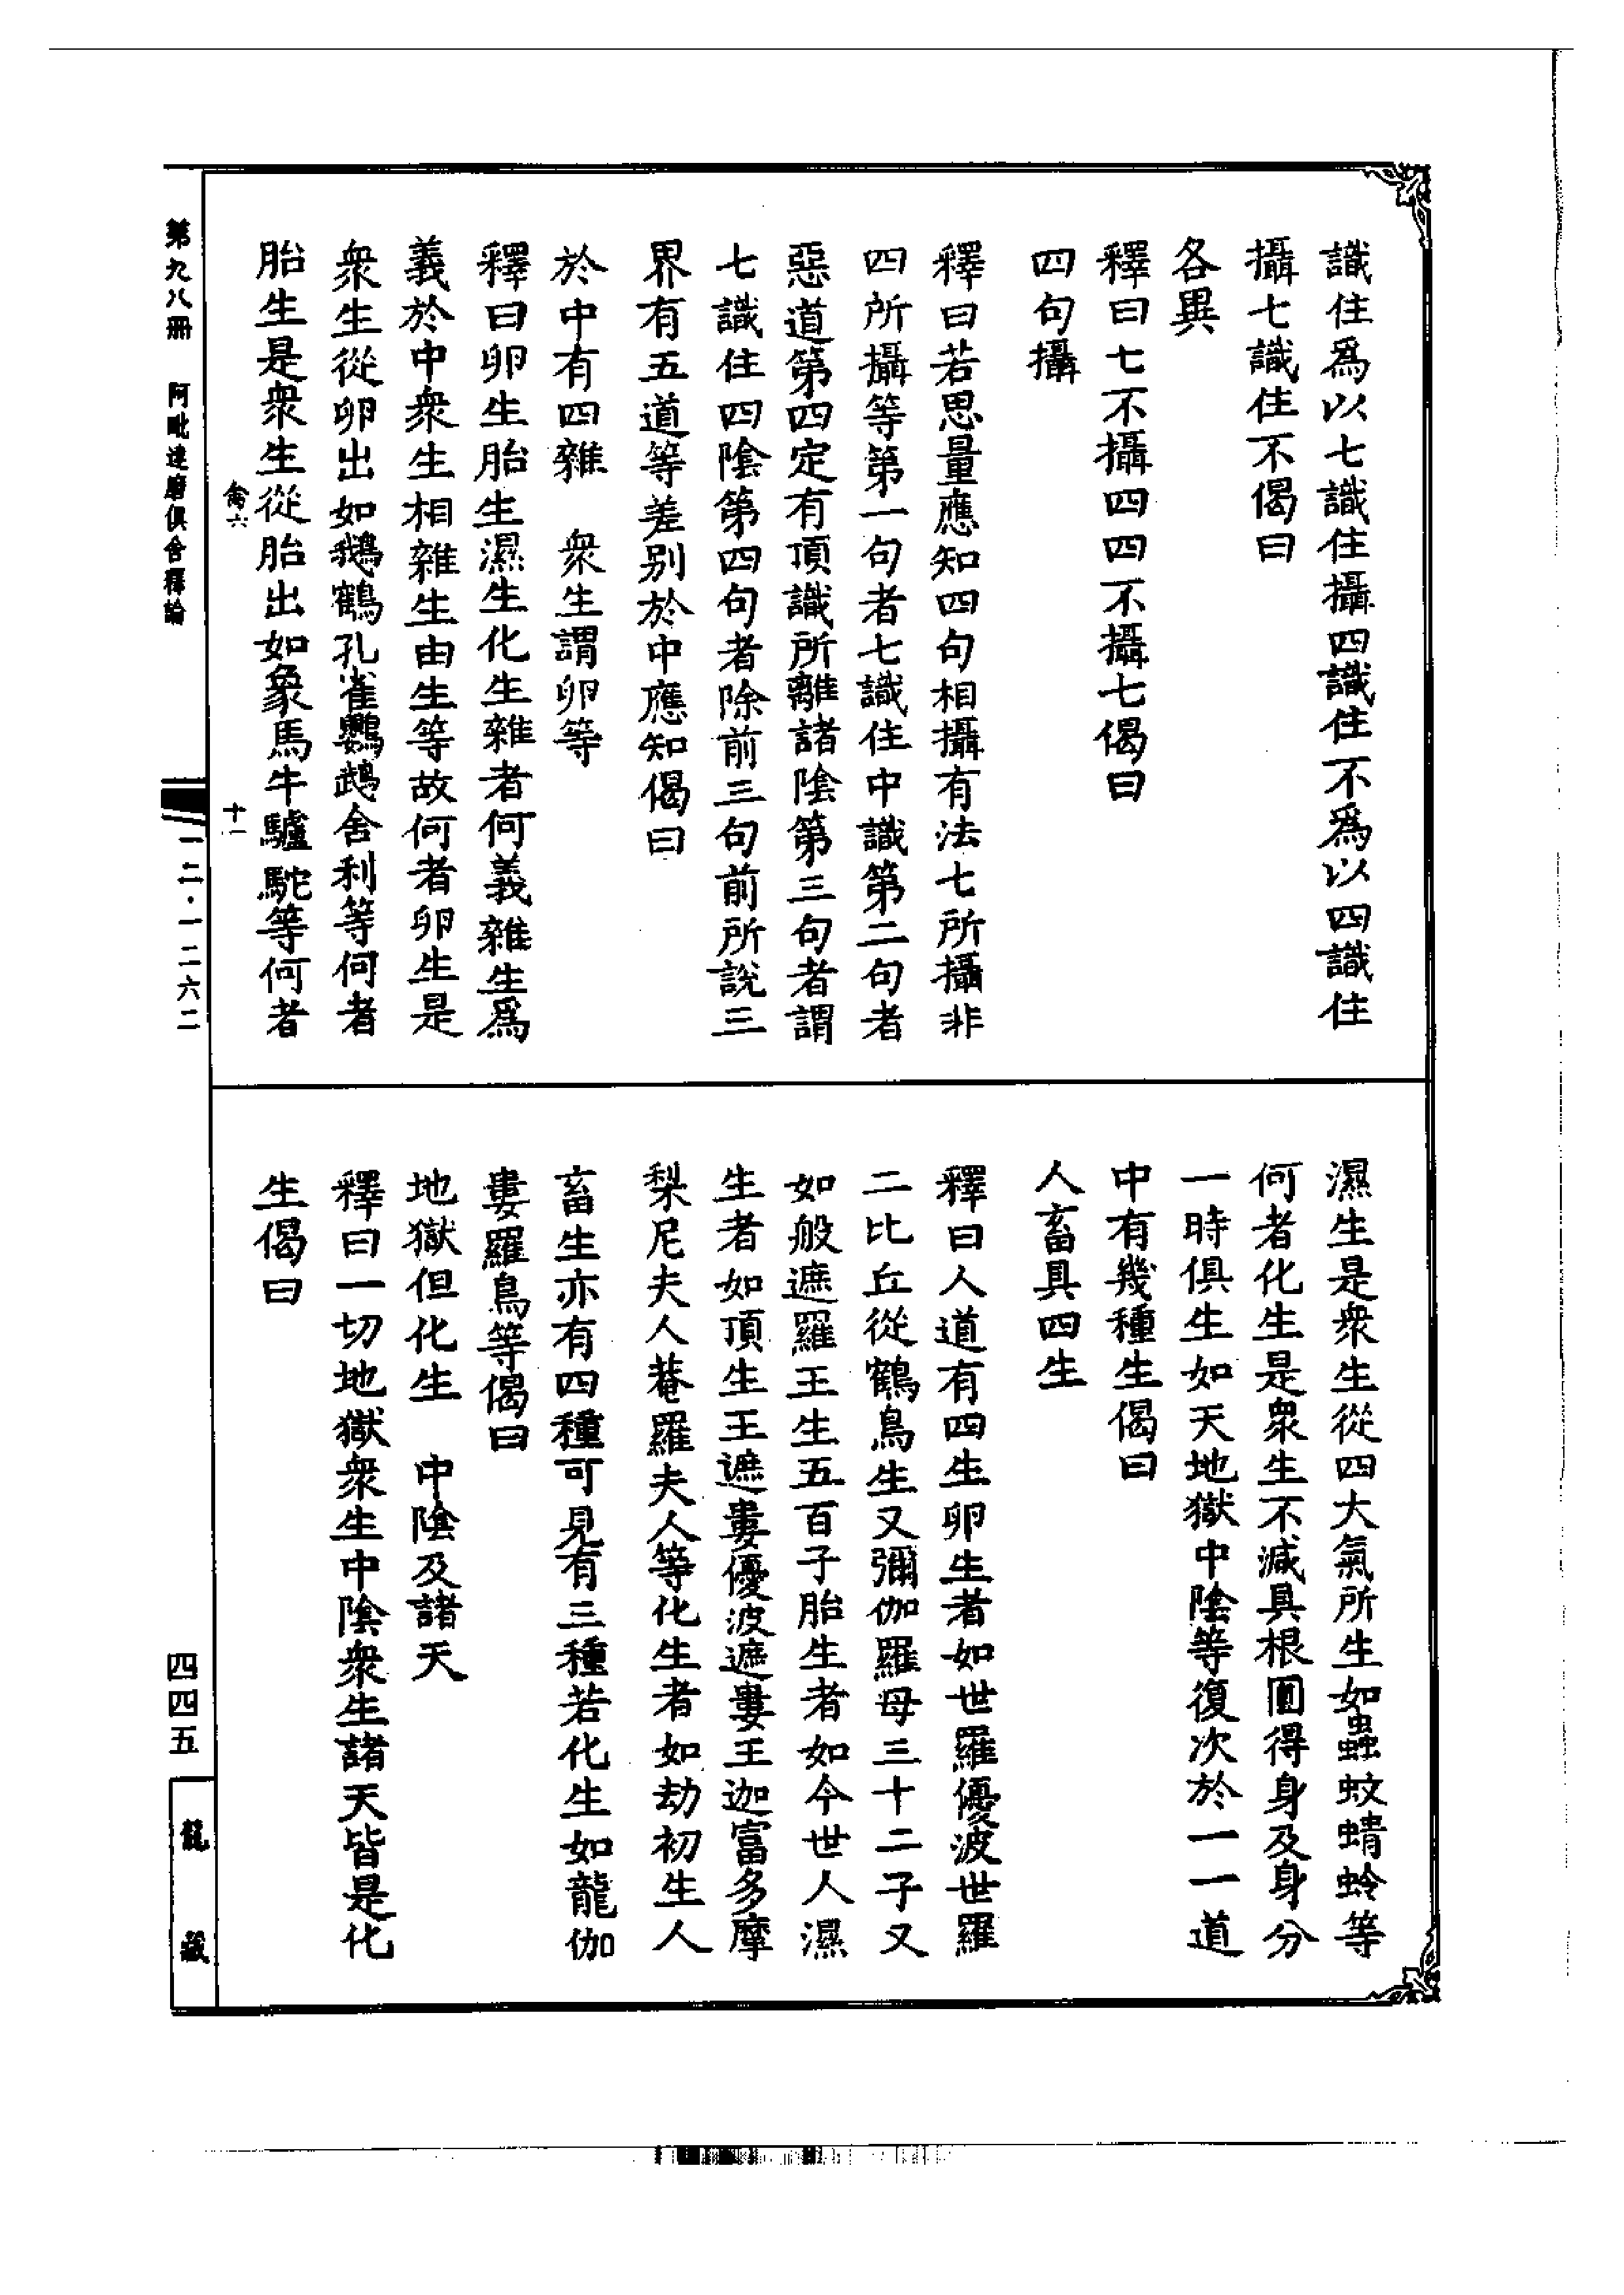 識住爲以七識住攝四識住不爲以四識住
攝七識住不偈曰
各異
釋曰七不攝四四不攝七偈曰
四句攝
釋曰若思量應知四句相攝有法七所攝非
四所攝等第一句者七識住中識第二句者
惡道第四定有頂識所離諸陰第三句者謂
七識住四陰第四句者除前三句前所說三
界有五道等差别於中應知偈曰
於中有四雜　衆生謂卵等
釋曰卵生胎生濕生化生雜者何義雜生爲
義於中衆生相雜生由生等故何者卵生是
衆生從卵出如鵝鶴孔雀鸚鵡舍利等何者
胎生是衆生從胎出如象馬牛驢駝等何者
濕生是衆生從四大氣所生如蟲蚊蜻蛉等
何者化生是衆生不減具根圓得身及身分
一時俱生如天地獄中陰等復次於一一道
中有幾種生偈曰
人畜具四生
釋曰人道有四生卵生者如世羅優波世羅
二比丘從鶴鳥生又彌伽羅母三十二子又
如般遮羅王生五百子胎生者如今世人濕
生者如頂生王遮婁優波遮婁王迦富多摩
梨尼夫人菴羅夫人等化生者如劫初生人
畜生亦有四種可見有三種若化生如龍伽
婁羅鳥等偈曰
地獄但化生　中陰及諸天
釋曰一切地獄衆生中陰衆生諸天皆是化
生偈曰
禽六
十一
第九八冊　阿毗達磨俱舍釋論
一二·一二六二
四四五
龍藏